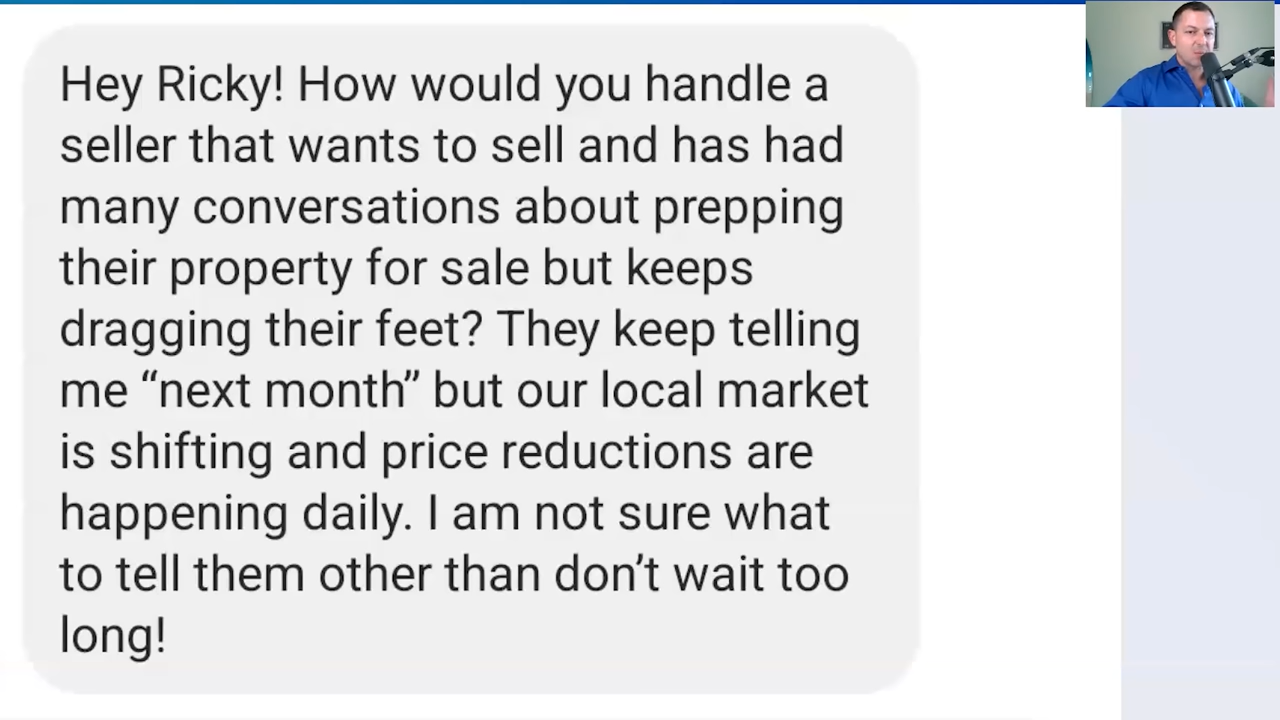 Hey Ricky! How would you handle a
seller that wants to sell and has had
many conversations about prepping
their property for sale but keeps
dragging their feet? They keep telling
me “next month” but our local market
is shifting and price reductions are
happening daily. I am not sure what
to tell them other than don’t wait too
long!